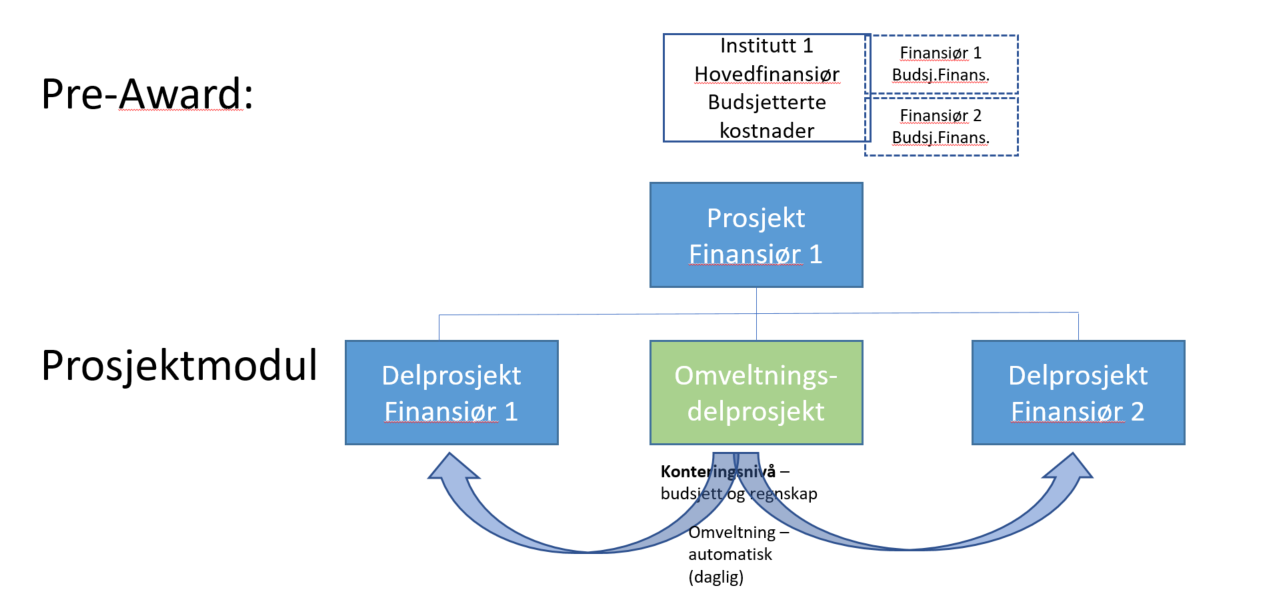 Pre-Award:
Institutt 1
Hovedfinansiør
Budsjetterte
kostnader
Finansiør 1
Budsj.Finans.
Finansiør 2
Budsj.Finans.
Prosjekt
Finansiør 1
Prosjektmodul
Delprosjekt
Finansiør 1
Omveltnings-
delprosjekt
Delprosjekt
Finansiør 2
Konteringsnivå –
budsjett og regnskap
Omveltning –
automatisk
(daglig)